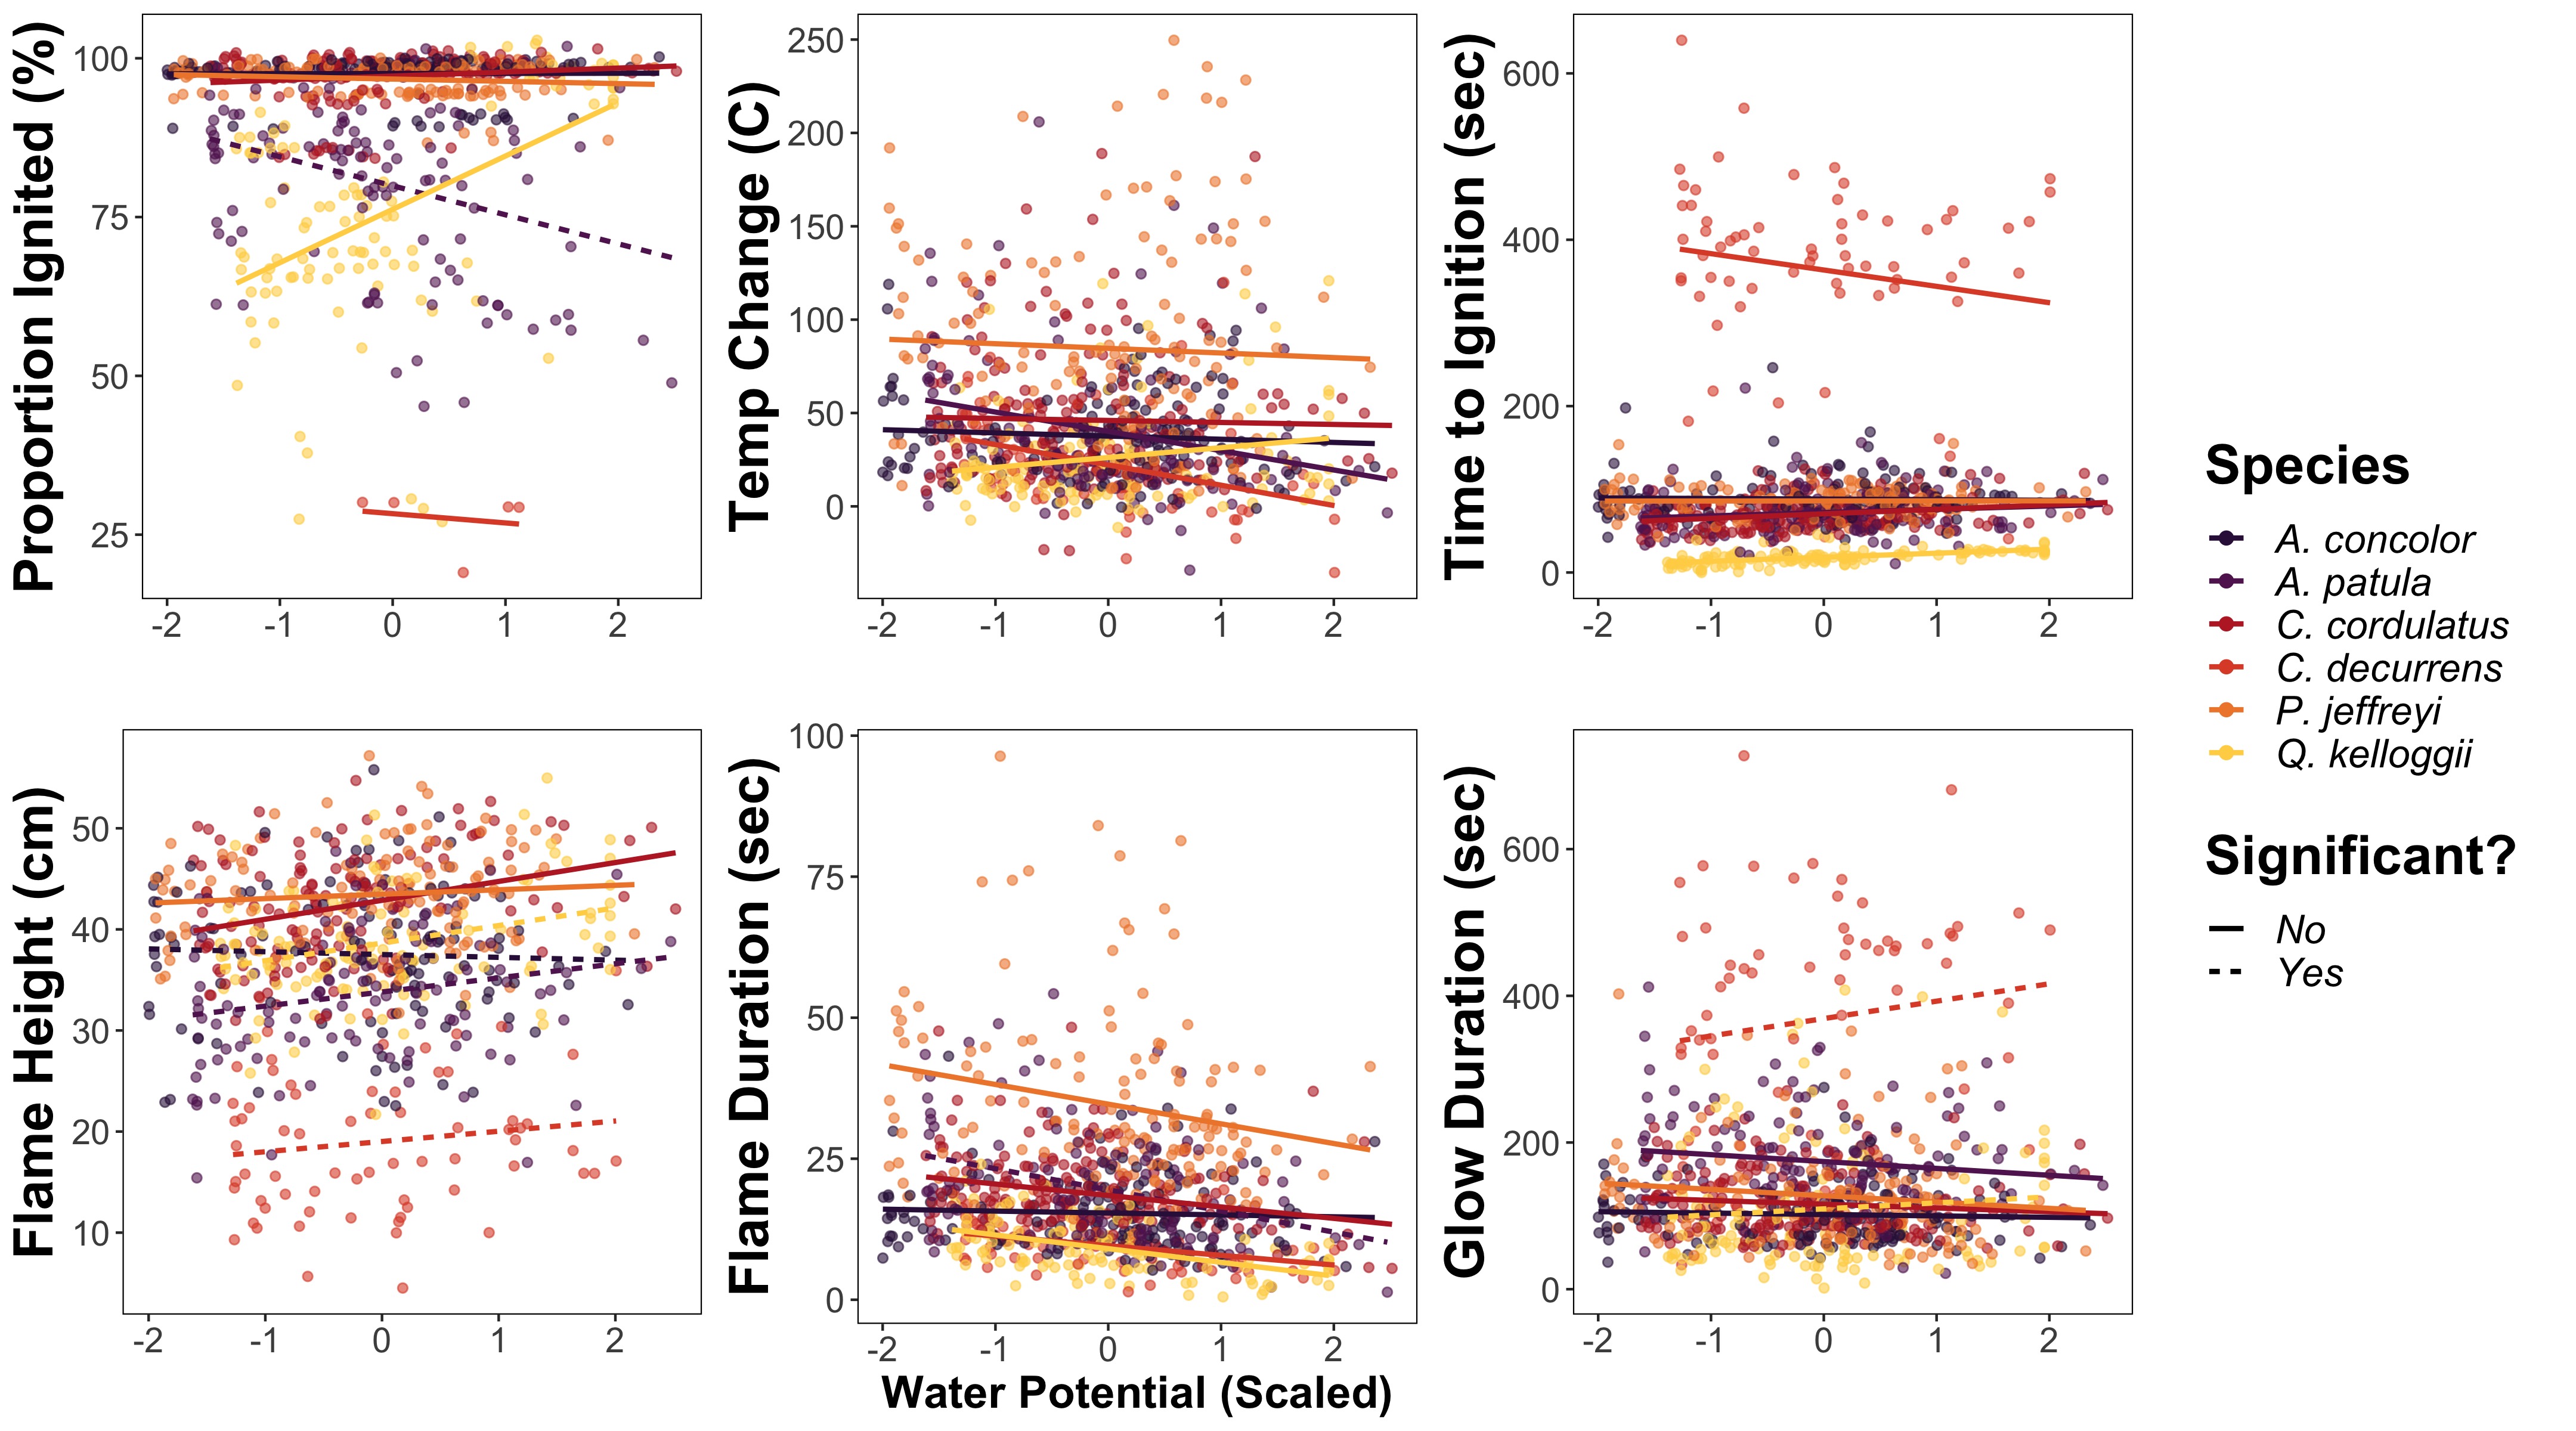 Proportion Ignited (%)
100
75
50
25
-2 -1 0 1 2
Temp Change (C)
250
200
150
100
50
0
-2 -1 0 1 2
Time to Ignition (sec)
600
400
200
0
-2 -1 0 1 2
Flame Height (cm)
50
40
30
20
10
-2 -1 0 1 2
Flame Duration (sec)
100
75
50
25
0
-2 -1 0 1 2
Water Potential (Scaled)
Glow Duration (sec)
600
400
200
0
-2 -1 0 1 2
Species
A. concolor
A. patula
C. cordulatus
C. decurrens
P. jeffreyi
Q. kelloggii
Significant?
No
Yes